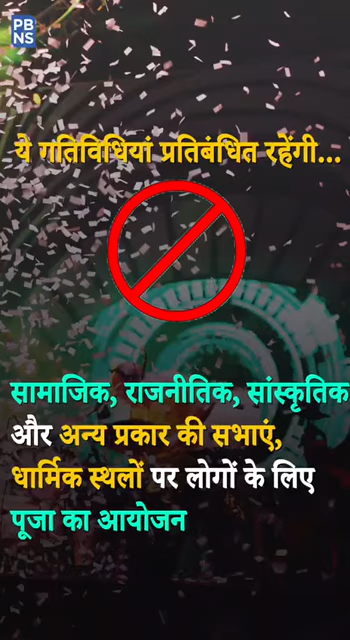 PB
NS
ये गतिविधियां प्रतिबंधित रहेंगी...
सामाजिक, राजनीतिक, सांस्कृतिक
और अन्य प्रकार की सभाएं,
धार्मिक स्थलों पर लोगों के लिए
पूजा का आयोजन